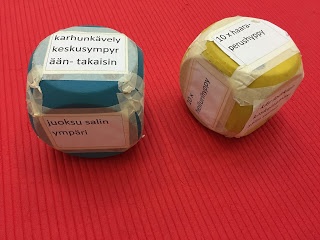 karhunkävely
keskusympyr
ään- takaisin
juoksu salin
ympäri
10 x haara-
perushyppy